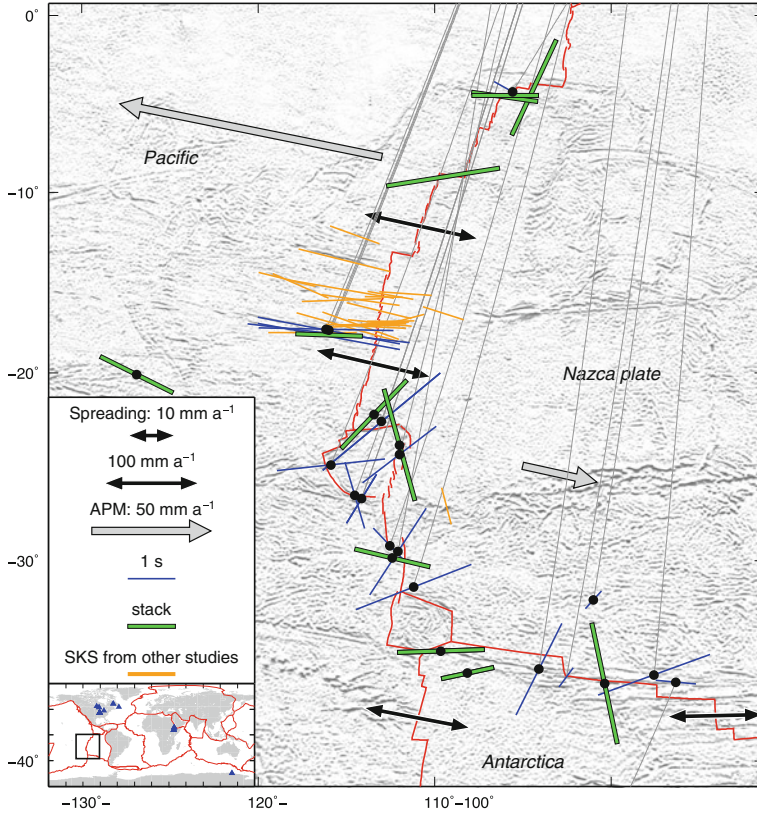 0°
Pacific
−10°
−20°
Nazca plate
Spreading: 10 mm a⁻¹
100 mm a⁻¹
APM: 50 mm a⁻¹
1 s
stack
SKS from other studies
−30°
−40°
Antarctica
−130°
120°−
110°−100°